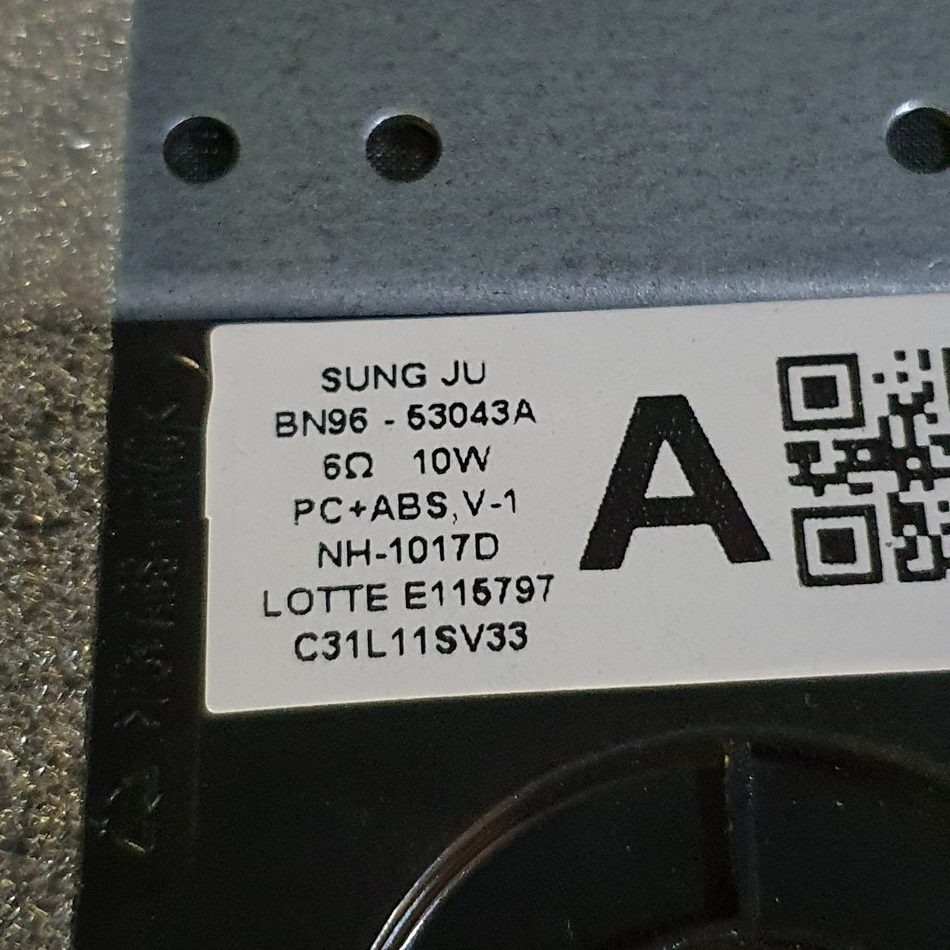 SUNG JU
BN96 - 53043A
6Ω 10W
PC+ABS,V-1
NH-1017D
LOTTE E115797
C31L11SV33
A